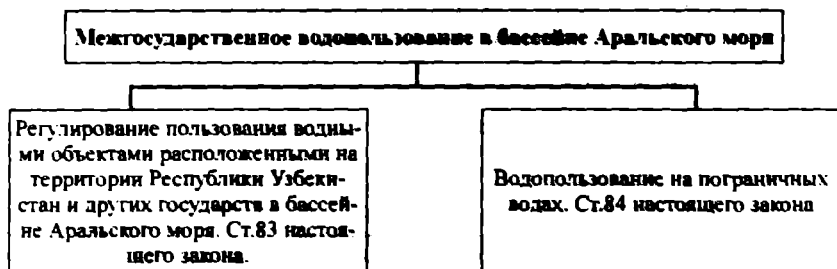 Межгосударственное водопользование в бассейне Аральского моря
Регулирование пользования водны-
ми объектами расположенными на
территории Республики Узбеки-
стан и других государств в бассей-
не Аральского моря. Ст.83 настоя-
щего закона.
Водопользование на пограничных
водах. Ст.84 настоящего закона